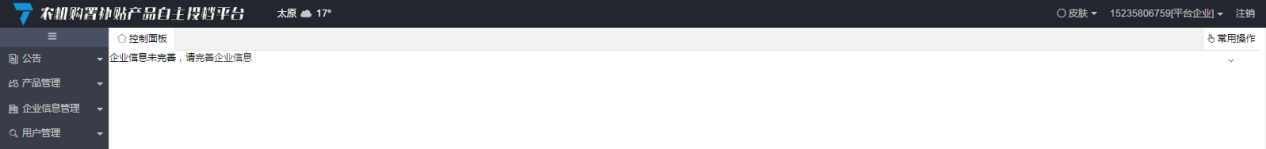 农机购置补贴产品自主投档平台 太原 17° 皮肤 15235806759[平台企业] 注销
控制面板 常用操作
公告 企业信息未完善，请完善企业信息
产品管理
企业信息管理
用户管理